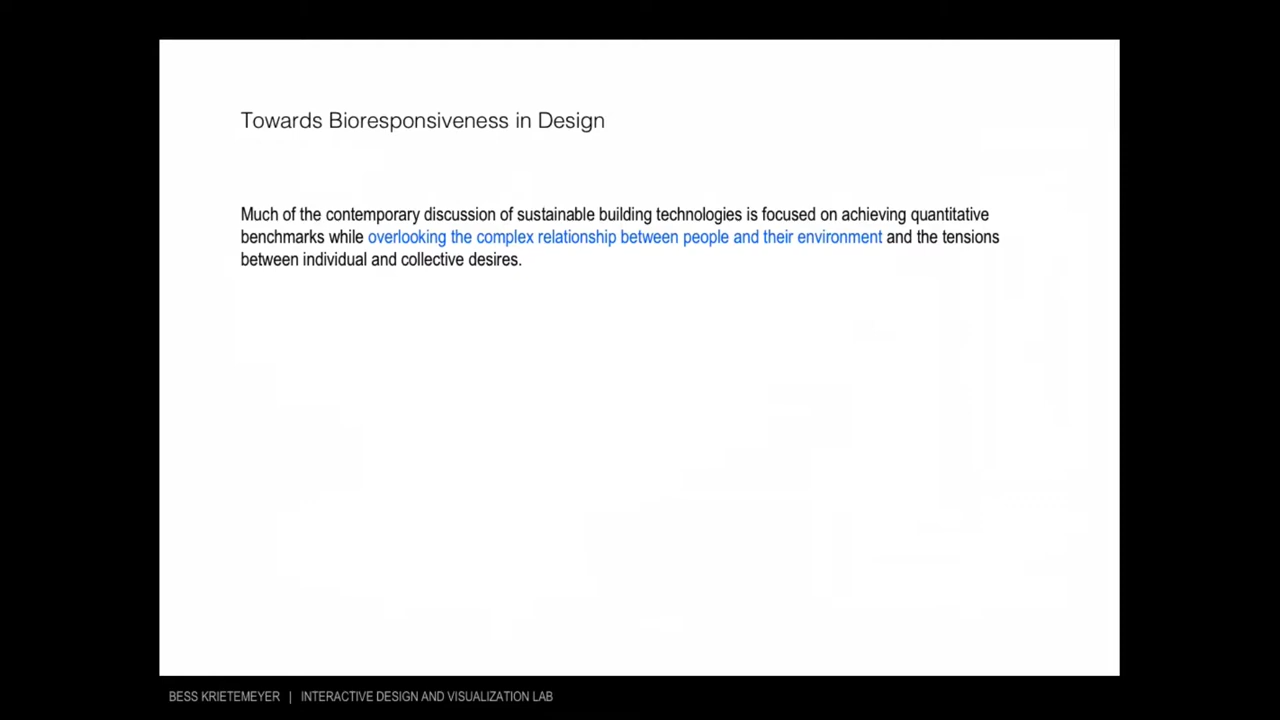 Towards Bioresponsiveness in Design
Much of the contemporary discussion of sustainable building technologies is focused on achieving quantitative
benchmarks while overlooking the complex relationship between people and their environment and the tensions
between individual and collective desires.
BESS KRIETEMEYER | INTERACTIVE DESIGN AND VISUALIZATION LAB